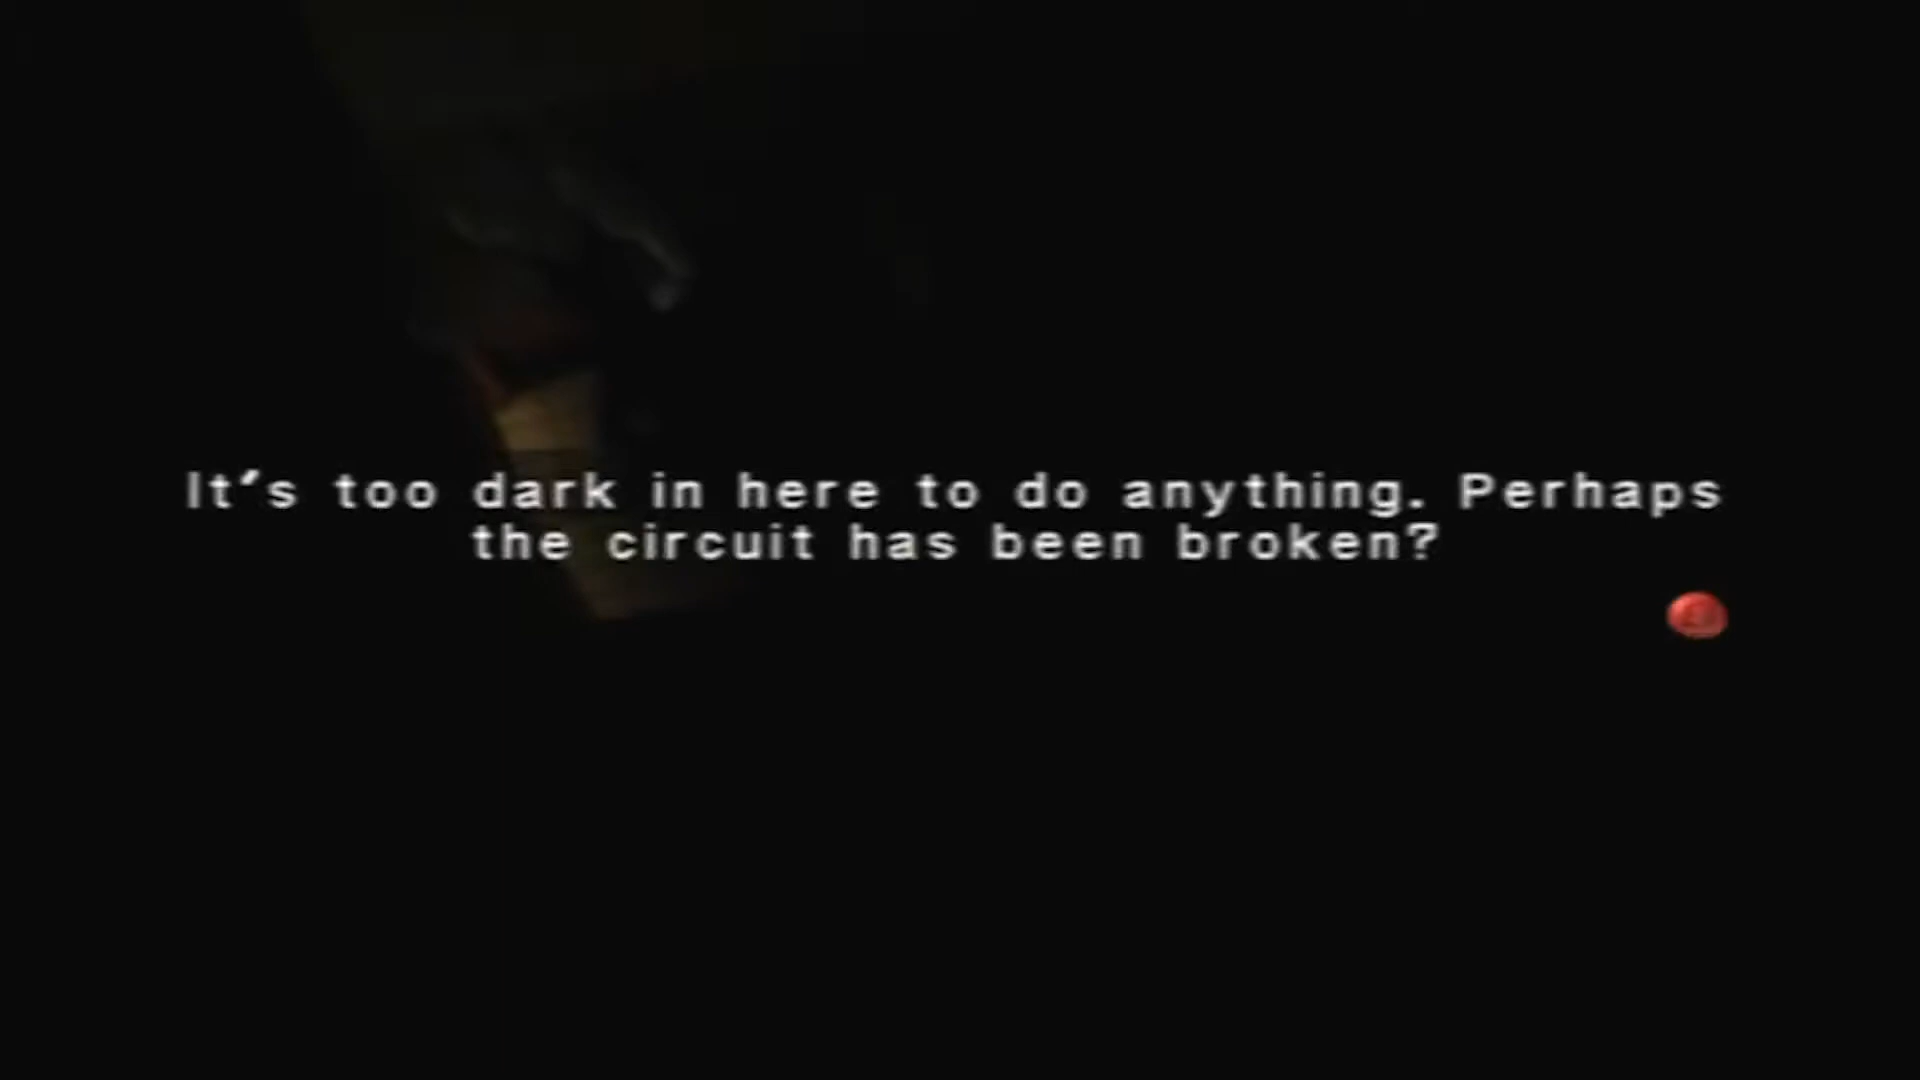 It's too dark in here to do anything. Perhaps
the circuit has been broken?